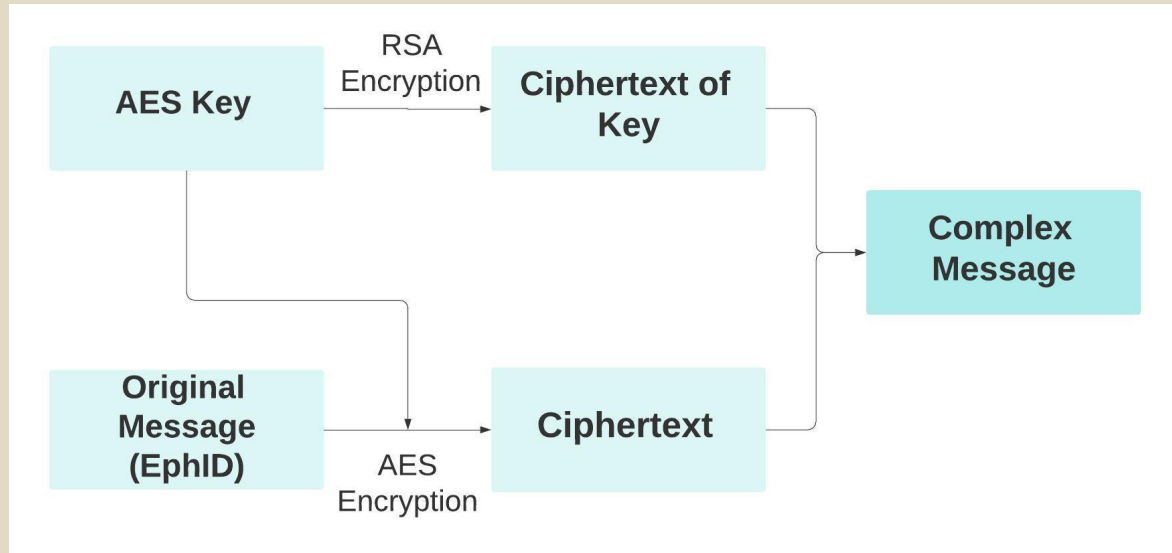 AES Key
RSA
Encryption
Ciphertext of
Key
Complex
Message
Original
Message
(EphID)
AES
Encryption
Ciphertext